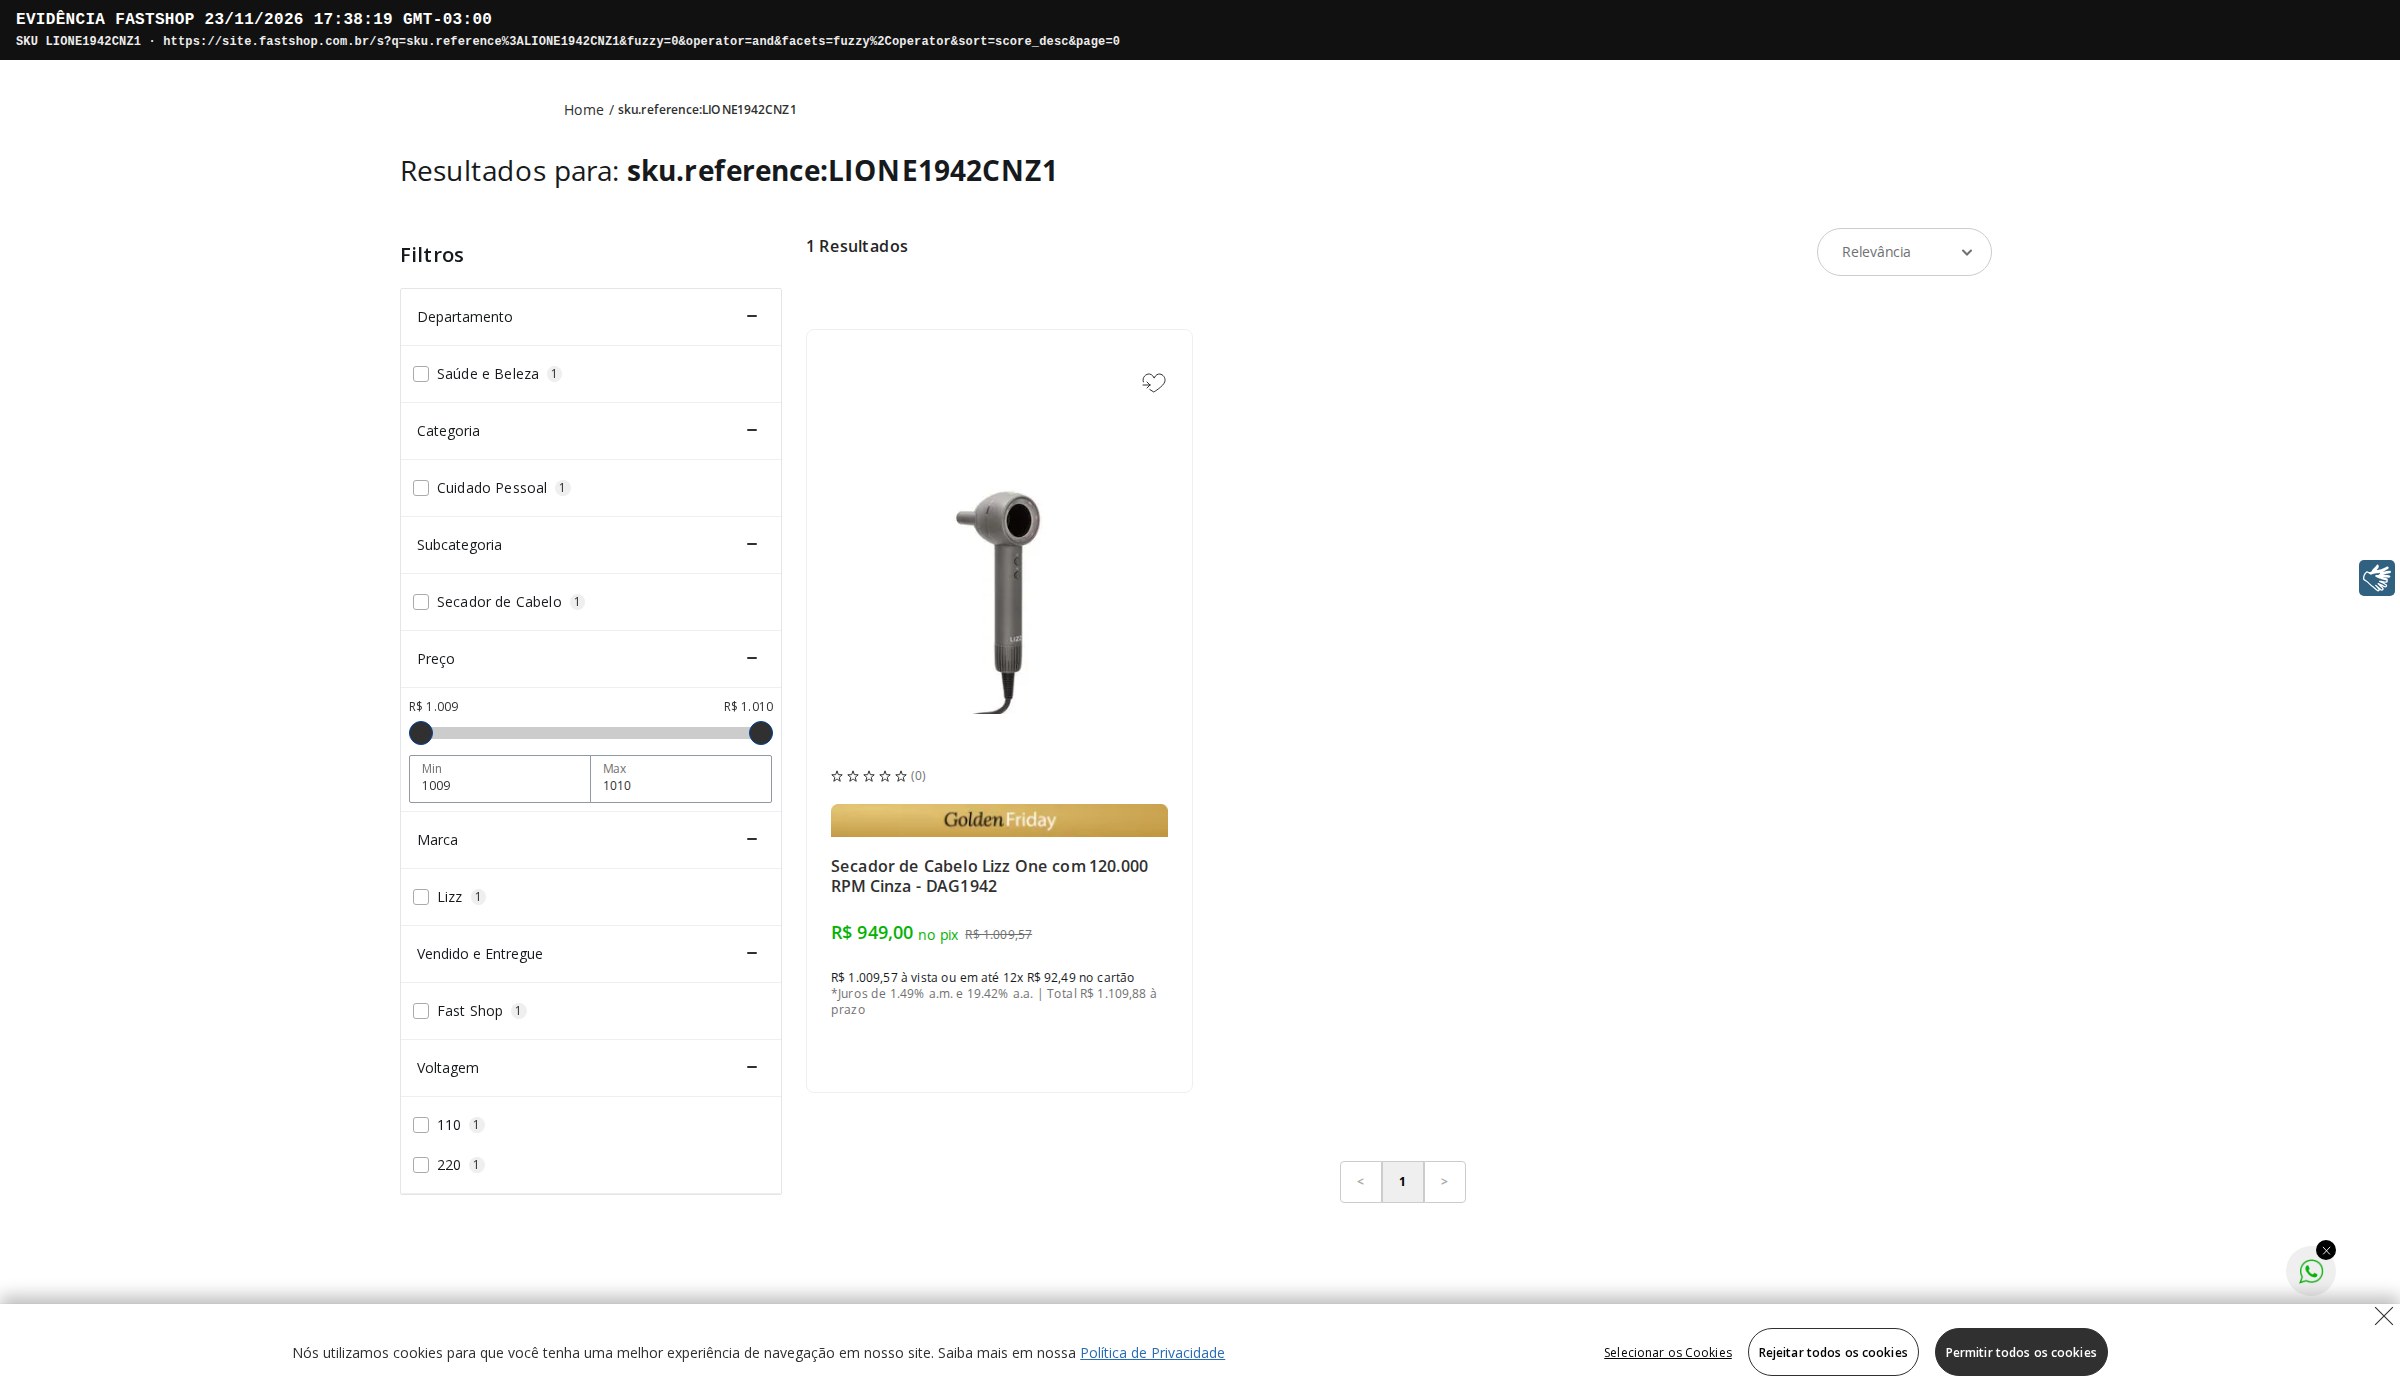 EVIDÊNCIA FASTSHOP 23/11/2026 17:38:19 GMT-03:00
SKU LIONE1942CNZ1 · https://site.fastshop.com.br/s?q=sku.reference%3ALIONE1942CNZ1&fuzzy=0&operator=and&facets=fuzzy%2Coperator&sort=score_desc&page=0
Home / sku.reference:LIONE1942CNZ1
Resultados para: sku.reference:LIONE1942CNZ1
Filtros
1 Resultados
Relevância
Departamento
Saúde e Beleza 1
Categoria
Cuidado Pessoal 1
Subcategoria
Secador de Cabelo 1
Preço
R$ 1.009 R$ 1.010
Min Max
1009 1010
Marca
Lizz 1
Vendido e Entregue
Fast Shop 1
Voltagem
110 1
220 1
LIZZ
(0)
Golden Friday
Secador de Cabelo Lizz One com 120.000
RPM Cinza - DAG1942
R$ 949,00 no pix R$ 1.009,57
R$ 1.009,57 à vista ou em até 12x R$ 92,49 no cartão
*Juros de 1.49% a.m. e 19.42% a.a. | Total R$ 1.109,88 à
prazo
< 1 >
Nós utilizamos cookies para que você tenha uma melhor experiência de navegação em nosso site. Saiba mais em nossa Política de Privacidade
Selecionar os Cookies
Rejeitar todos os cookies
Permitir todos os cookies